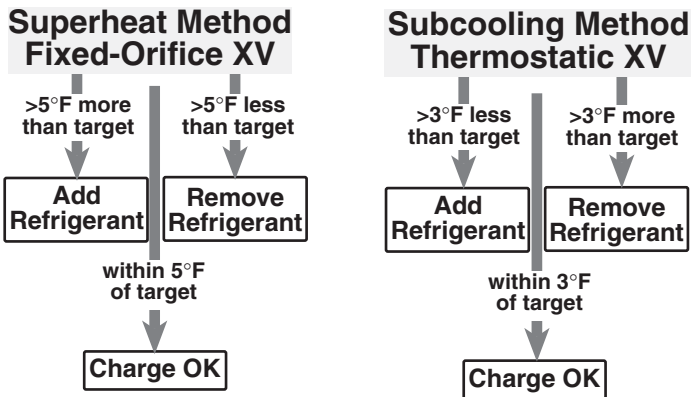 Superheat Method
Fixed-Orifice XV
>5°F more
than target
>5°F less
than target
Add
Refrigerant
Remove
Refrigerant
within 5°F
of target
Charge OK
Subcooling Method
Thermostatic XV
>3°F less
than target
>3°F more
than target
Add
Refrigerant
Remove
Refrigerant
within 3°F
of target
Charge OK